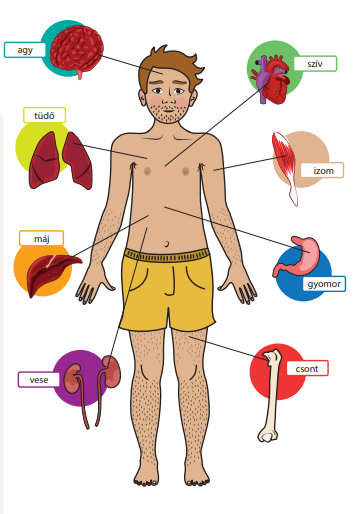 agy
szív
tüdő
izom
máj
gyomor
vese
csont